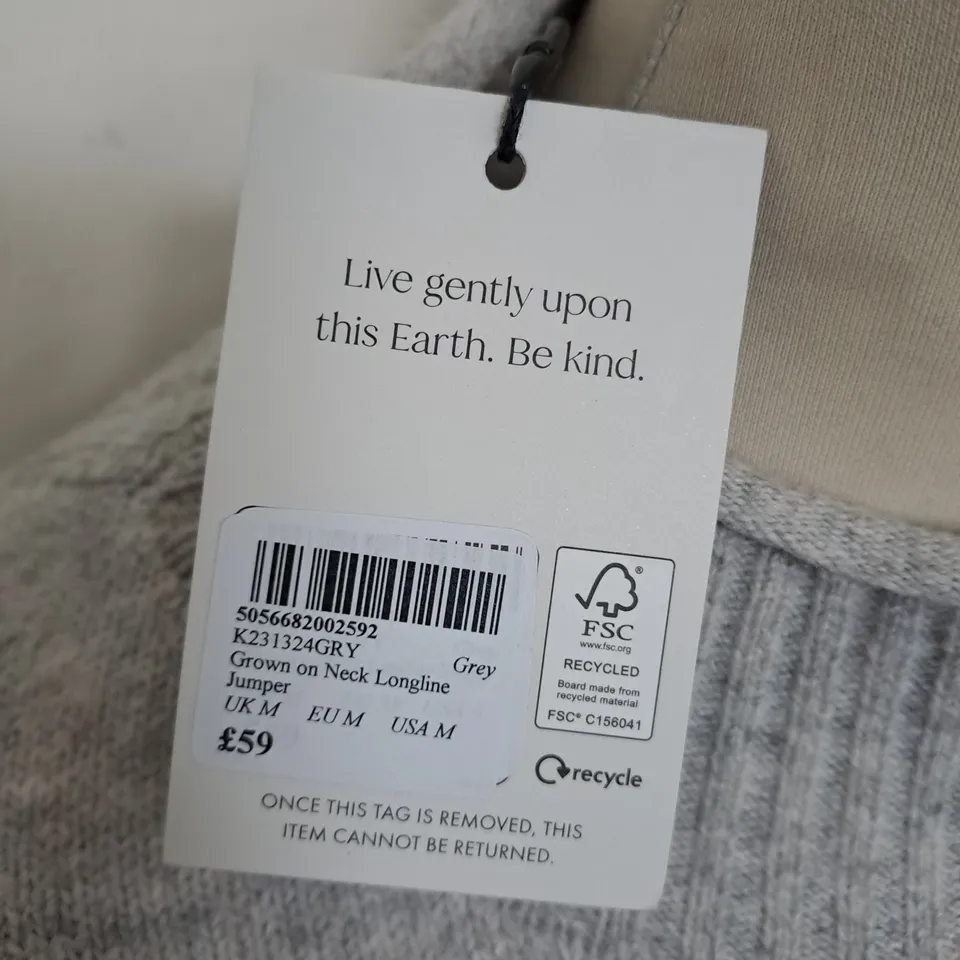 Live gently upon
this Earth. Be kind.
5056682002592
K231324GRY
Grey
Grown on Neck Longline
Jumper
UK M EU M USA M
£59
FSC®
www.fsc.org
RECYCLED
Board made from
recycled material
FSC® C156041
recycle
ONCE THIS TAG IS REMOVED, THIS
ITEM CANNOT BE RETURNED.